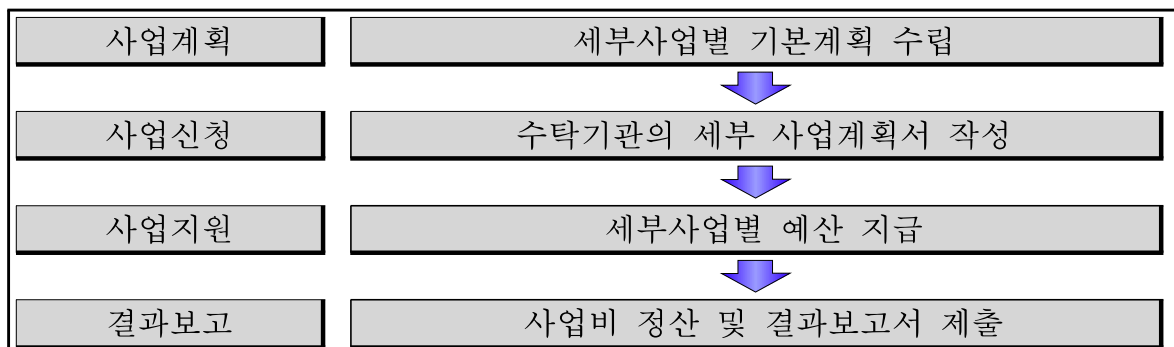 사업계획 세부사업별 기본계획 수립
사업신청 수탁기관의 세부 사업계획서 작성
사업지원 세부사업별 예산 지급
결과보고 사업비 정산 및 결과보고서 제출